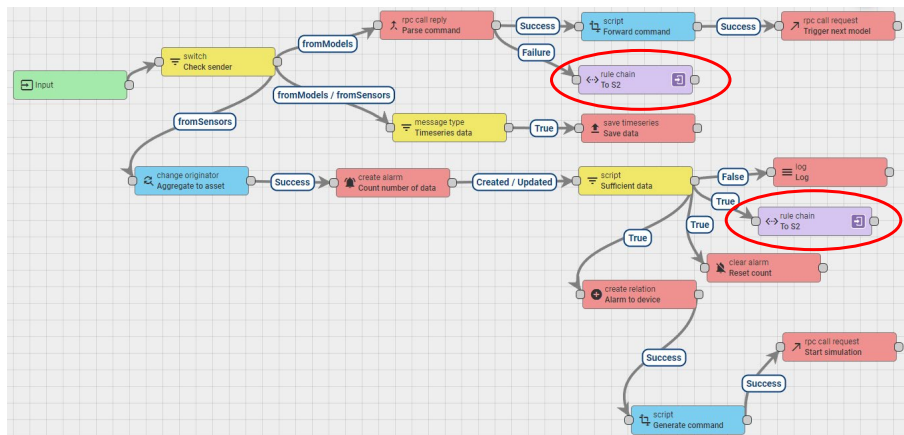 Input
switch
Check sender
fromModels
fromModels / fromSensors
fromSensors
rpc call reply
Parse command
Success
script
Forward command
Success
rpc call request
Trigger next model
Failure
rule chain
To S2
message type
Timeseries data
True
save timeseries
Save data
change originator
Aggregate to asset
Success
create alarm
Count number of data
Created / Updated
script
Sufficient data
False
log
Log
True
rule chain
To S2
True
clear alarm
Reset count
True
create relation
Alarm to device
Success
script
Generate command
Success
rpc call request
Start simulation